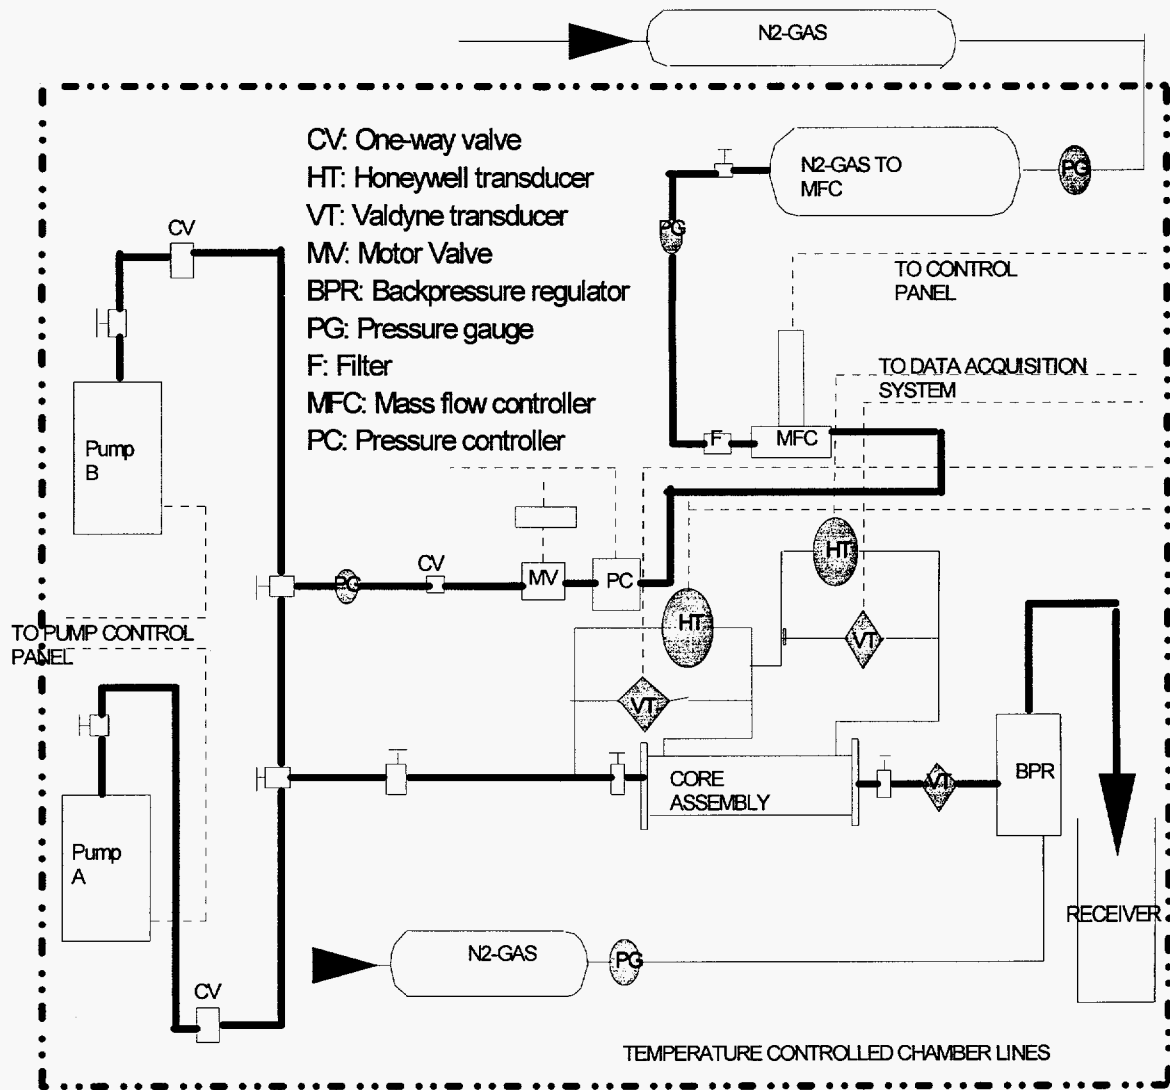 N2-GAS
CV: One-way valve
HT: Honeywell transducer
VT: Valdyne transducer
MV: Motor Valve
BPR: Backpressure regulator
PG: Pressure gauge
F: Filter
MFC: Mass flow controller
PC: Pressure controller
N2-GAS TO
MFC
PG
PG
CV
TO CONTROL
PANEL
TO DATA ACQUISITION
SYSTEM
Pump
B
F
MFC
HT
CV
PG
MV
PC
HT
VT
TO PUMP CONTROL
PANEL
VT
CORE
ASSEMBLY
VT
BPR
Pump
A
RECEIVER
N2-GAS
PG
CV
TEMPERATURE CONTROLLED CHAMBER LINES